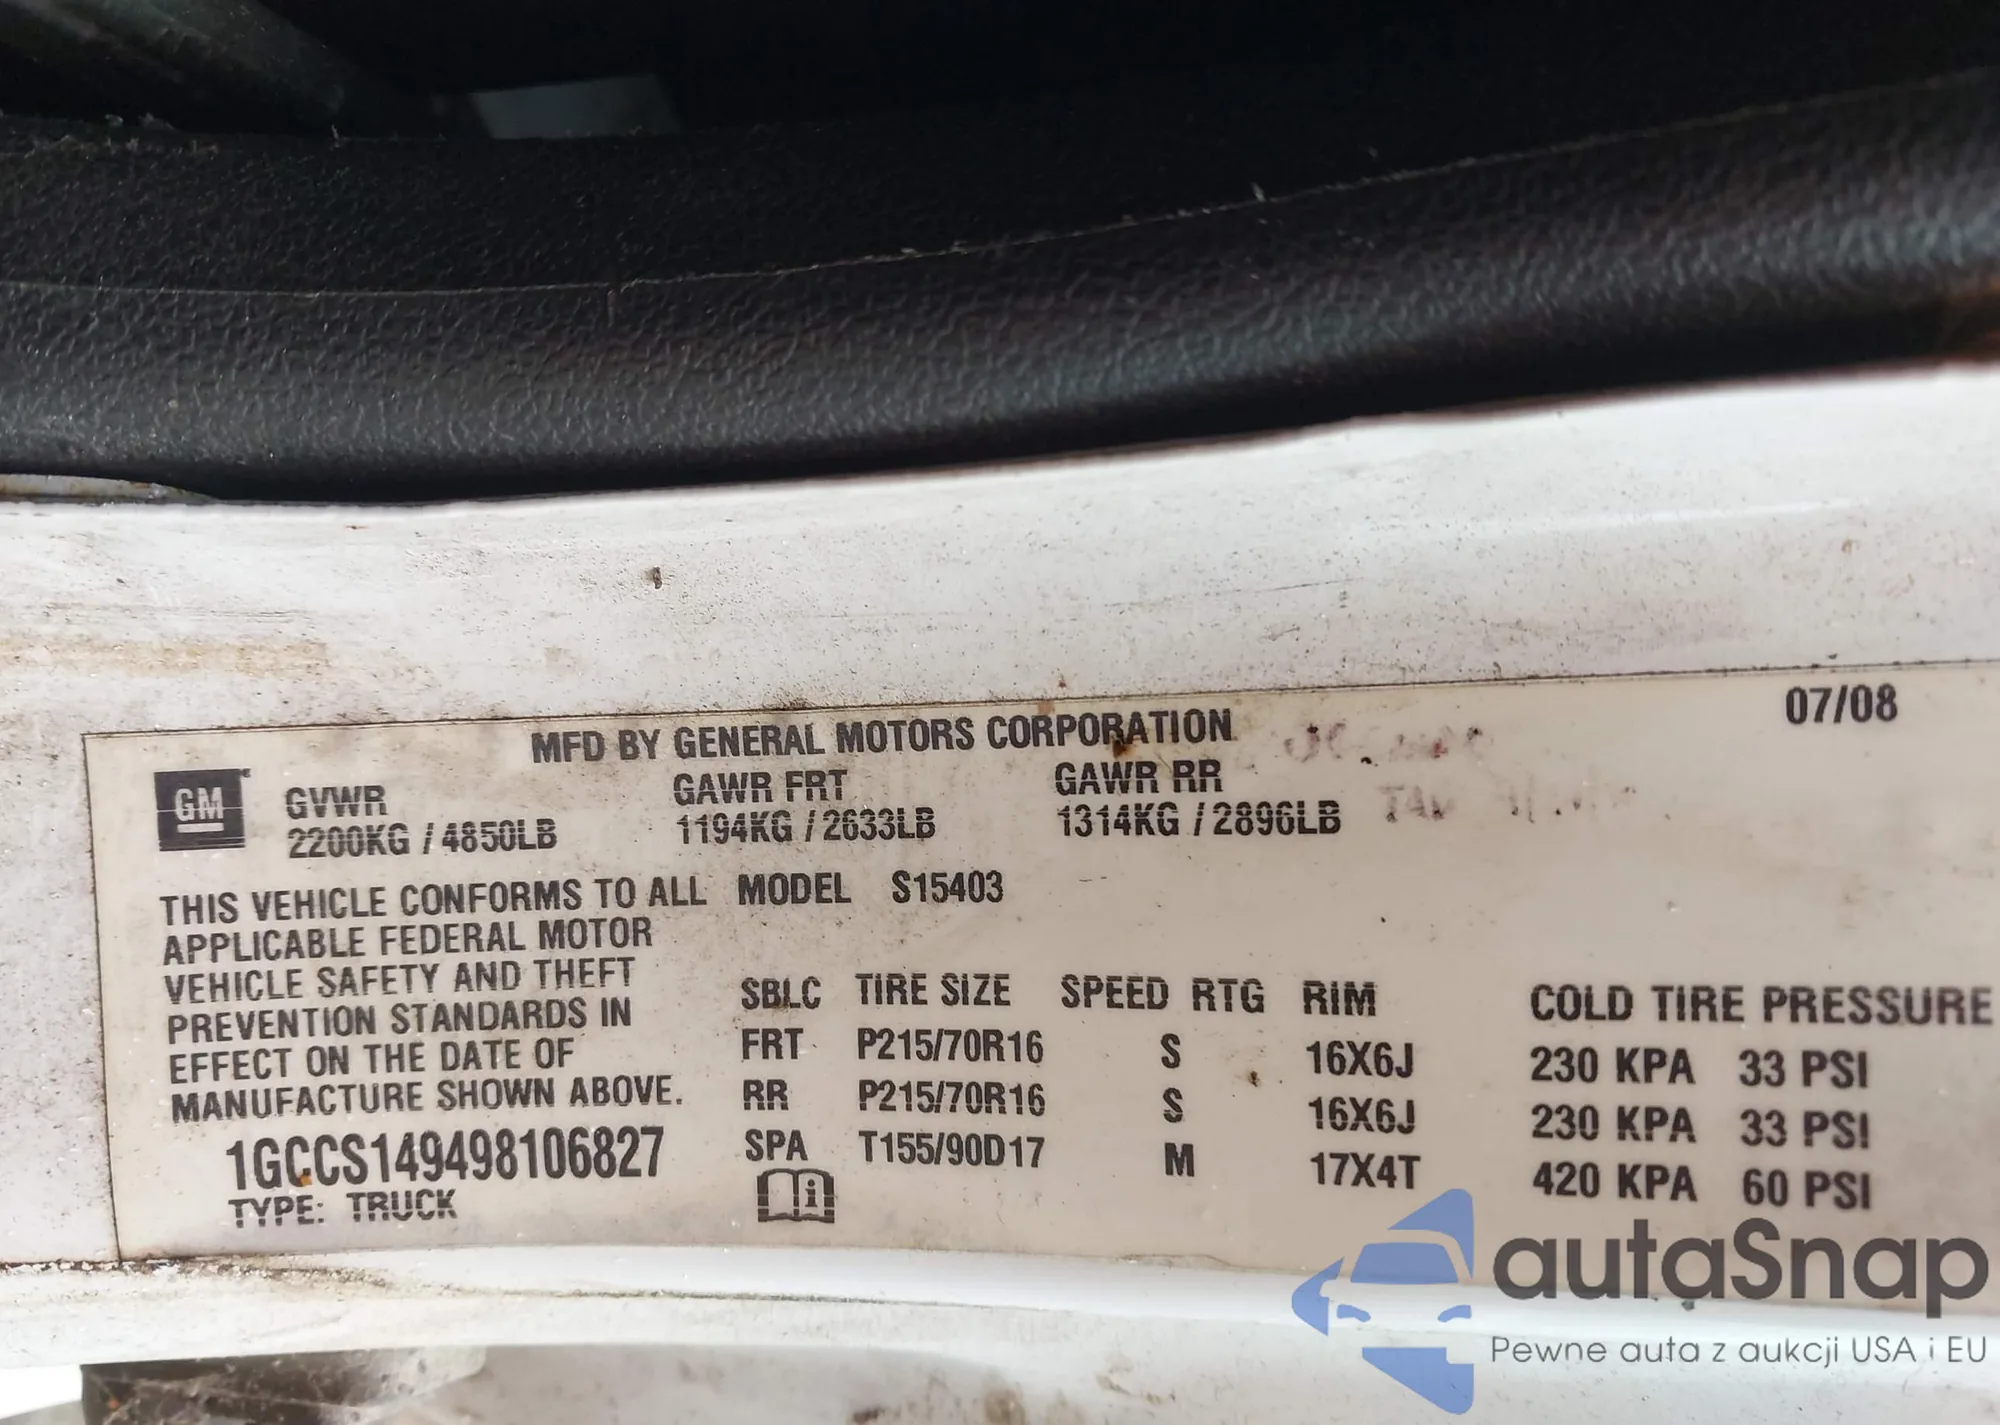 MFD BY GENERAL MOTORS CORPORATION 07/08
GM GVWR GAWR FRT GAWR RR
2200KG / 4850LB 1194KG / 2633LB 1314KG / 2896LB
THIS VEHICLE CONFORMS TO ALL MODEL S15403
APPLICABLE FEDERAL MOTOR
VEHICLE SAFETY AND THEFT
PREVENTION STANDARDS IN
EFFECT ON THE DATE OF
MANUFACTURE SHOWN ABOVE.
SBLC TIRE SIZE SPEED RTG RIM COLD TIRE PRESSURE
FRT P215/70R16 S 16X6J 230 KPA 33 PSI
RR P215/70R16 S 16X6J 230 KPA 33 PSI
SPA T155/90D17 M 17X4T 420 KPA 60 PSI
1GCCS149498106827
TYPE: TRUCK
autaSnap
Pewne auta z aukcji USA i EU